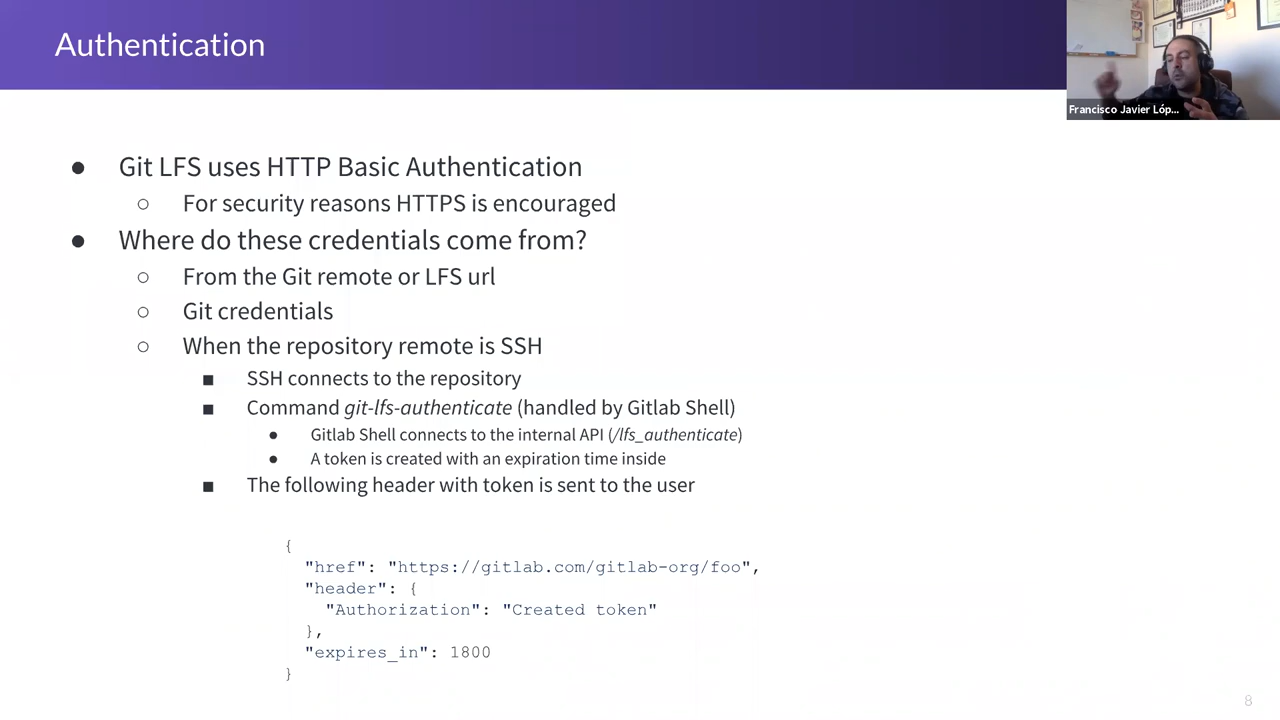 Authentication
Francisco Javier Lóp...
● Git LFS uses HTTP Basic Authentication
○ For security reasons HTTPS is encouraged
● Where do these credentials come from?
○ From the Git remote or LFS url
○ Git credentials
○ When the repository remote is SSH
■ SSH connects to the repository
■ Command git-lfs-authenticate (handled by Gitlab Shell)
● Gitlab Shell connects to the internal API (/lfs_authenticate)
● A token is created with an expiration time inside
■ The following header with token is sent to the user
{
"href": "https://gitlab.com/gitlab-org/foo",
"header": {
"Authorization": "Created token"
},
"expires_in": 1800
}
8